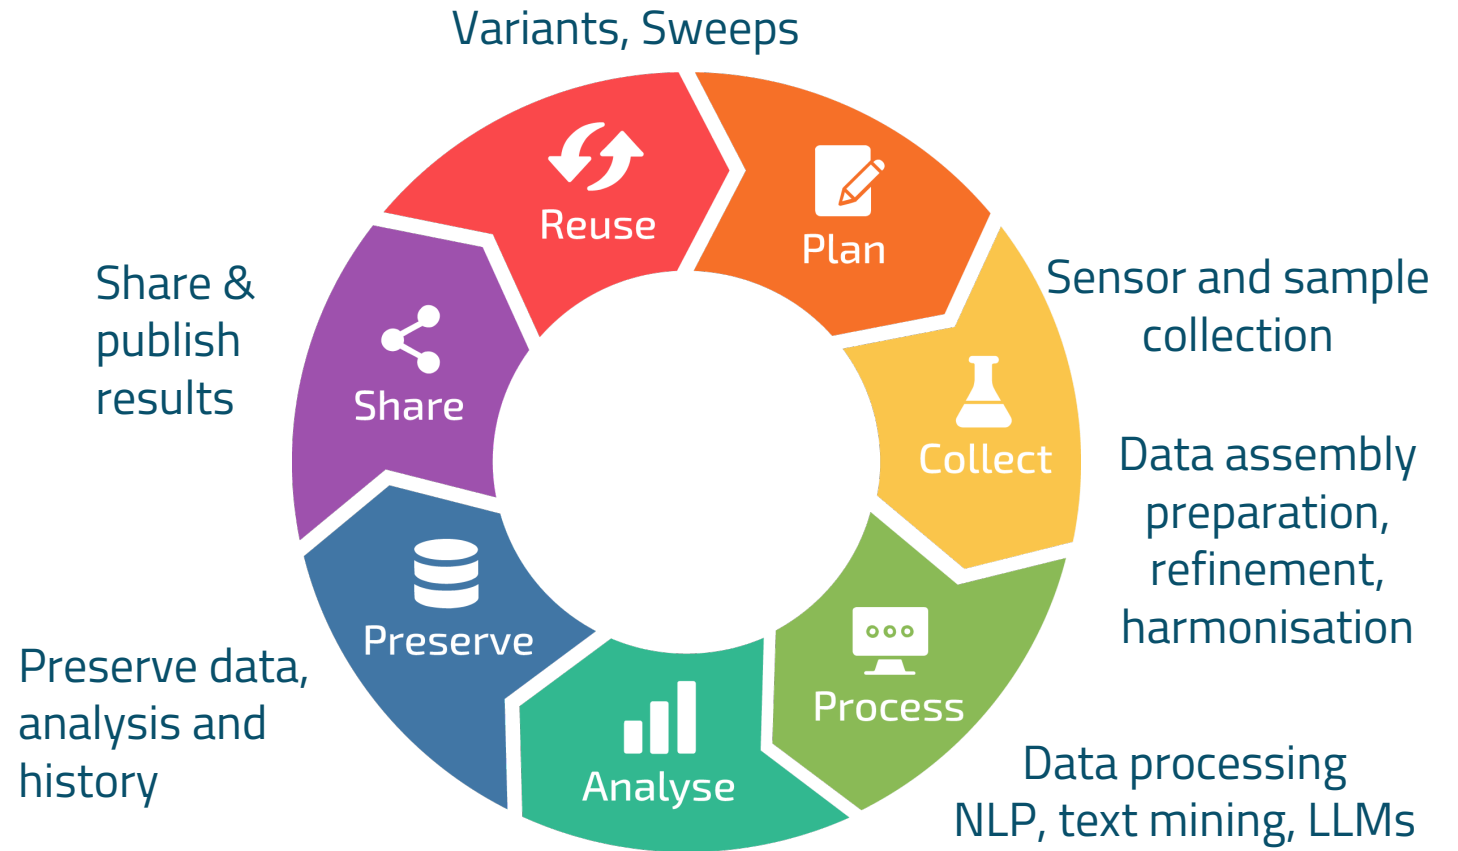 Variants, Sweeps
Reuse
Plan
Share &
publish
results
Sensor and sample
collection
Share
Collect
Data assembly
preparation,
refinement,
harmonisation
Preserve
Process
Preserve data,
analysis and
history
Analyse
Data processing
NLP, text mining, LLMs